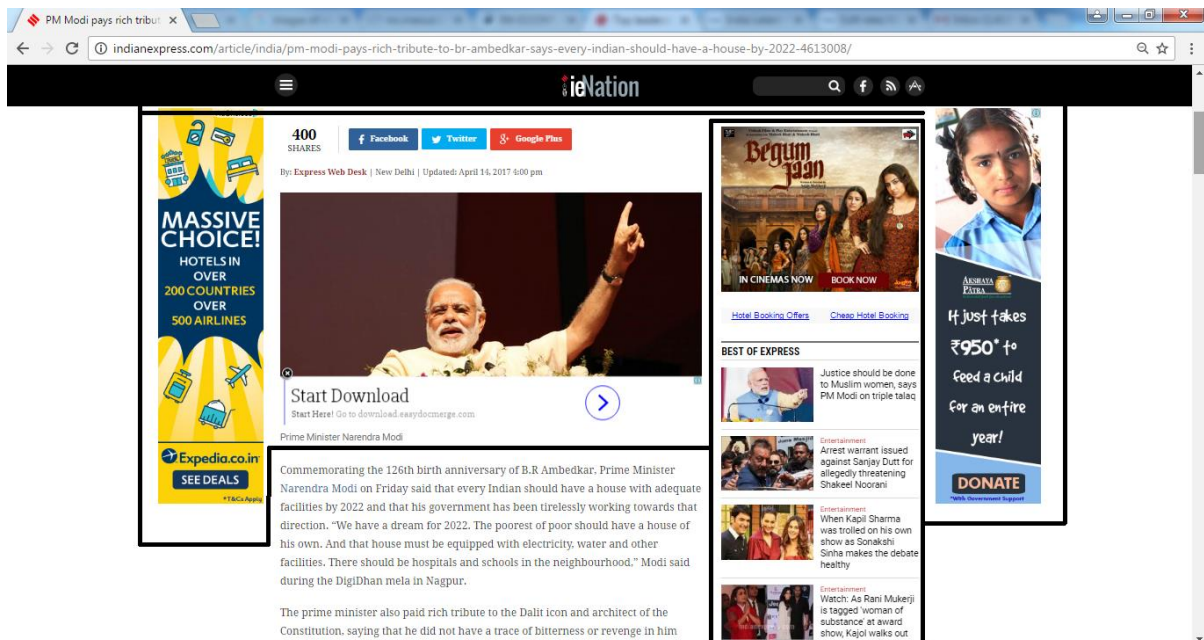 PM Modi pays rich tribut
indianexpress.com/article/india/pm-modi-pays-rich-tribute-to-br-ambedkar-says-every-indian-should-have-a-house-by-2022-4613008/
ieNation
MASSIVE
CHOICE!
HOTELS IN
OVER
200 COUNTRIES
OVER
500 AIRLINES
Expedia.co.in
SEE DEALS
*T&Cs Apply
400
SHARES
Facebook
Twitter
Google Plus
By: Express Web Desk | New Delhi | Updated: April 14, 2017 4:00 pm
Start Download
Start Here! Go to download.easydocmerge.com
Prime Minister Narendra Modi
Commemorating the 126th birth anniversary of B.R Ambedkar, Prime Minister
Narendra Modi on Friday said that every Indian should have a house with adequate
facilities by 2022 and that his government has been tirelessly working towards that
direction. “We have a dream for 2022. The poorest of poor should have a house of
his own. And that house must be equipped with electricity, water and other
facilities. There should be hospitals and schools in the neighbourhood,” Modi said
during the DigiDhan mela in Nagpur.
The prime minister also paid rich tribute to the Dalit icon and architect of the
Constitution, saying that he did not have a trace of bitterness or revenge in him
Begum
Jaan
IN CINEMAS NOW
BOOK NOW
Hotel Booking Offers
Cheap Hotel Booking
BEST OF EXPRESS
Justice should be done
to Muslim women, says
PM Modi on triple talaq
Entertainment
Arrest warrant issued
against Sanjay Dutt for
allegedly threatening
Shakeel Noorani
Entertainment
When Kapil Sharma
was trolled on his own
show as Sonakshi
Sinha makes the debate
healthy
Entertainment
Watch: As Rani Mukerji
is tagged 'woman of
substance' at award
show, Kajol walks out
AKSHAYA
PATRA
It just takes
₹950* to
feed a child
for an entire
year!
DONATE
*With Government Support